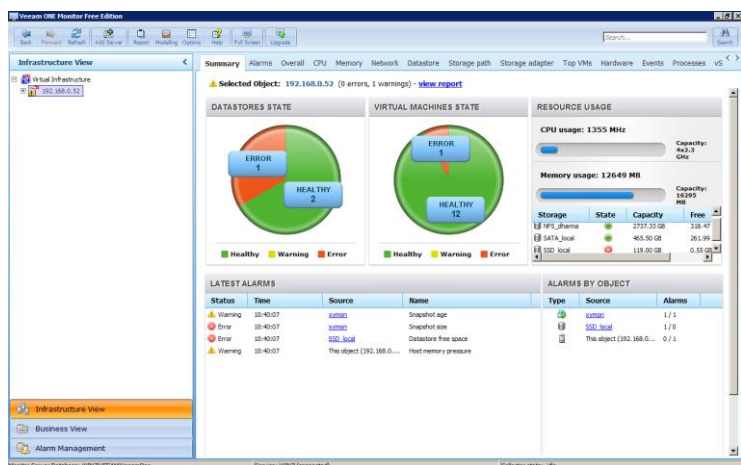 Veeam ONE Monitor Free Edition
Back Forward Refresh Add Server Report Modelling Options Help Full Screen Upgrade Search... Search
Infrastructure View
Summary Alarms Overall CPU Memory Network Datastore Storage path Storage adapter Top VMs Hardware Events Processes vS
Virtual Infrastructure
192.168.0.52
Selected Object: 192.168.0.52 (0 errors, 1 warnings) - view report
DATASTORES STATE
ERROR
1
HEALTHY
2
Healthy Warning Error
VIRTUAL MACHINES STATE
ERROR
1
HEALTHY
12
Healthy Warning Error
RESOURCE USAGE
CPU usage: 1355 MHz
Capacity:
4x2.3
GHz
Memory usage: 12649 MB
Capacity:
16295
MB
Storage State Capacity Free
NFS_dharma 2737.33 GB 318.47
SATA_local 465.50 GB 261.99
SSD_local 119.00 GB 0.55 GB
LATEST ALARMS
Status Time Source Name
Warning 10:40:07 xymon Snapshot age
Error 10:40:07 xymon Snapshot size
Error 10:40:07 SSD_local Datastore free space
Warning 10:40:07 This object (192.168.0.... Host memory pressure
ALARMS BY OBJECT
Type Source Alarms
xymon 1/1
SSD_local 1/0
This object (192.168.0.... 0/1
Infrastructure View
Business View
Alarm Management